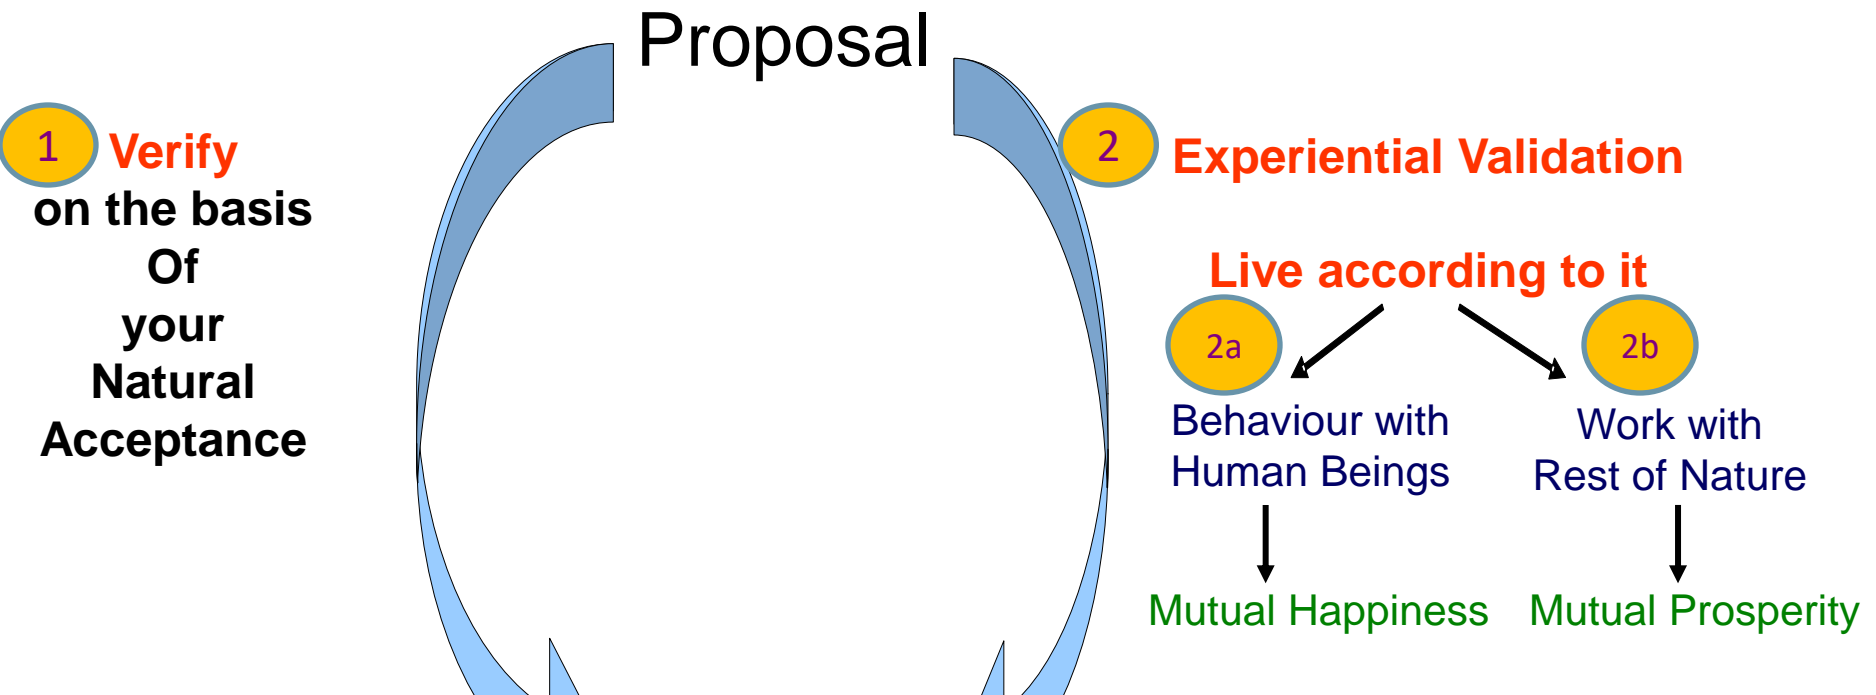 Proposal
1
Verify
on the basis
Of
your
Natural
Acceptance
2
Experiential Validation
Live according to it
2a
Behaviour with
Human Beings
Mutual Happiness
2b
Work with
Rest of Nature
Mutual Prosperity